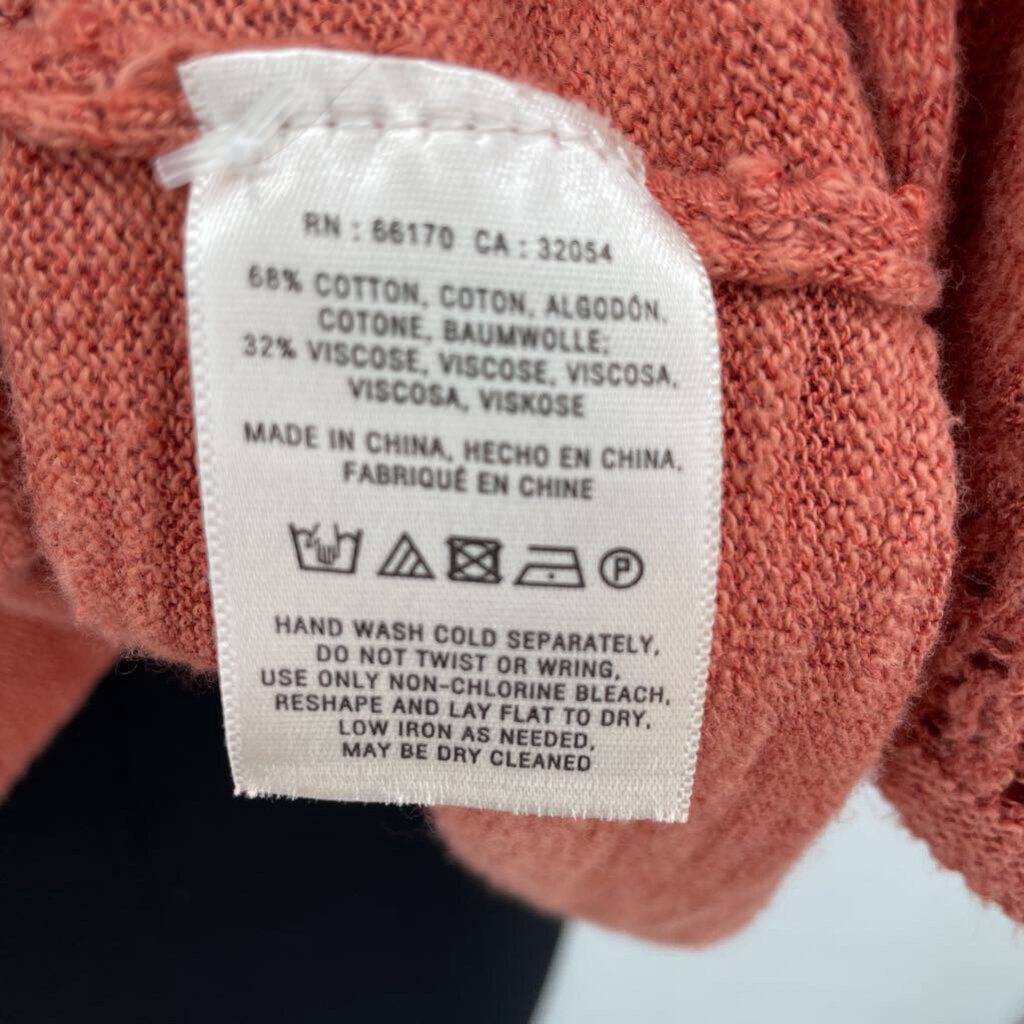 RN : 66170 CA : 32054
68% COTTON, COTON, ALGODÓN,
COTONE, BAUMWOLLE;
32% VISCOSE, VISCOSE, VISCOSA,
VISCOSA, VISKOSE
MADE IN CHINA, HECHO EN CHINA,
FABRIQUÉ EN CHINE
P
HAND WASH COLD SEPARATELY,
DO NOT TWIST OR WRING,
USE ONLY NON-CHLORINE BLEACH,
RESHAPE AND LAY FLAT TO DRY,
LOW IRON AS NEEDED,
MAY BE DRY CLEANED